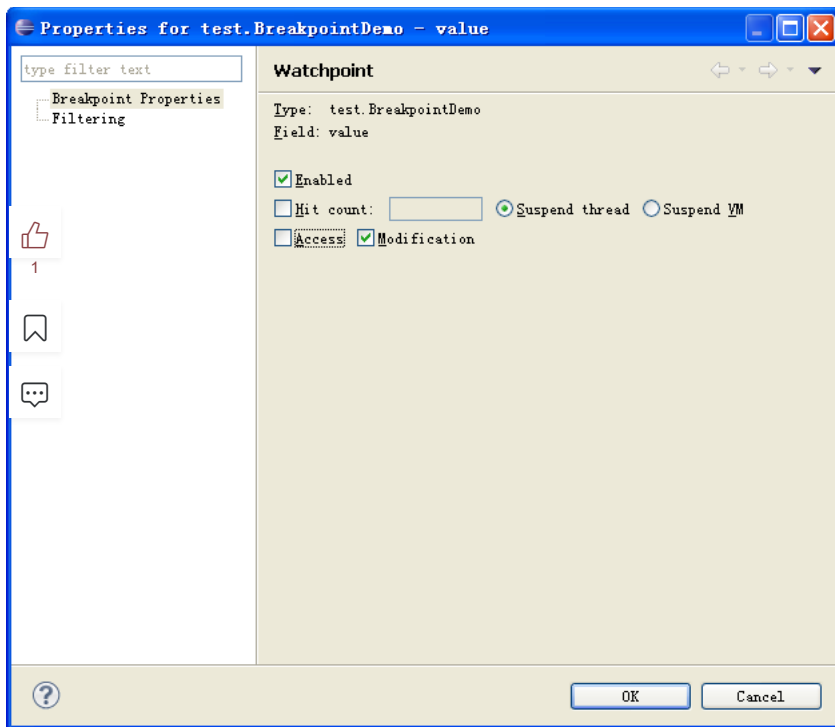 Properties for test.BreakpointDemo - value
type filter text
Breakpoint Properties
Filtering
Watchpoint
Type: test.BreakpointDemo
Field: value
Enabled
Hit count: Suspend thread Suspend VM
Access Modification
1
OK Cancel